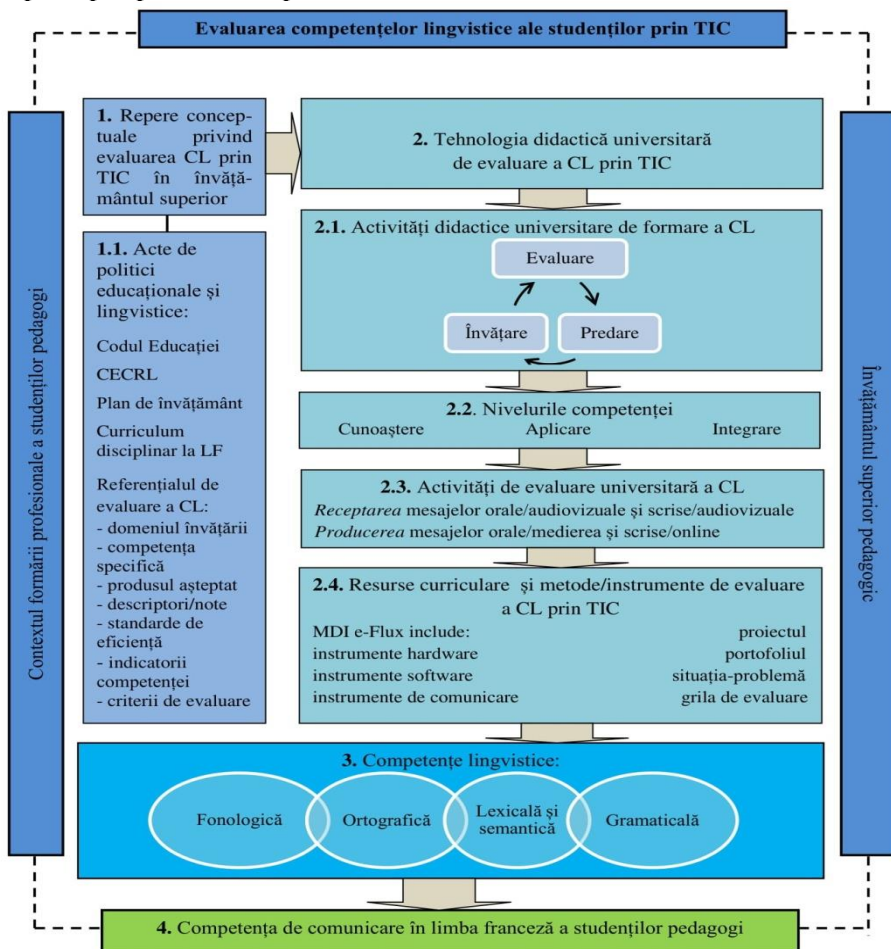 Evaluarea competențelor lingvistice ale studenților prin TIC
Contextul formării profesionale a studenților pedagogi
1. Repere concep-
tuale privind
evaluarea CL prin
TIC în învăță-
mântul superior
1.1. Acte de
politici
educaționale și
lingvistice:
Codul Educației
CECRL
Plan de învățământ
Curriculum
disciplinar la LF
Referențialul de
evaluare a CL:
- domeniul învățării
- competența
specifică
- produsul așteptat
- descriptori/note
- standarde de
eficiență
- indicatorii
competenței
- criterii de evaluare
2. Tehnologia didactică universitară
de evaluare a CL prin TIC
2.1. Activități didactice universitare de formare a CL
Evaluare
Învățare Predare
2.2. Nivelurile competenței
Cunoaștere Aplicare Integrare
2.3. Activități de evaluare universitară a CL
Receptarea mesajelor orale/audiovizuale și scrise/audiovizuale
Producerea mesajelor orale/medierea și scrise/online
2.4. Resurse curriculare și metode/instrumente de evaluare
a CL prin TIC
MDI e-Flux include: proiectul
instrumente hardware portofoliul
instrumente software situația-problemă
instrumente de comunicare grila de evaluare
Învățământul superior pedagogic
3. Competențe lingvistice:
Fonologică
Ortografică
Lexicală și
semantică
Gramaticală
4. Competența de comunicare în limba franceză a studenților pedagogi